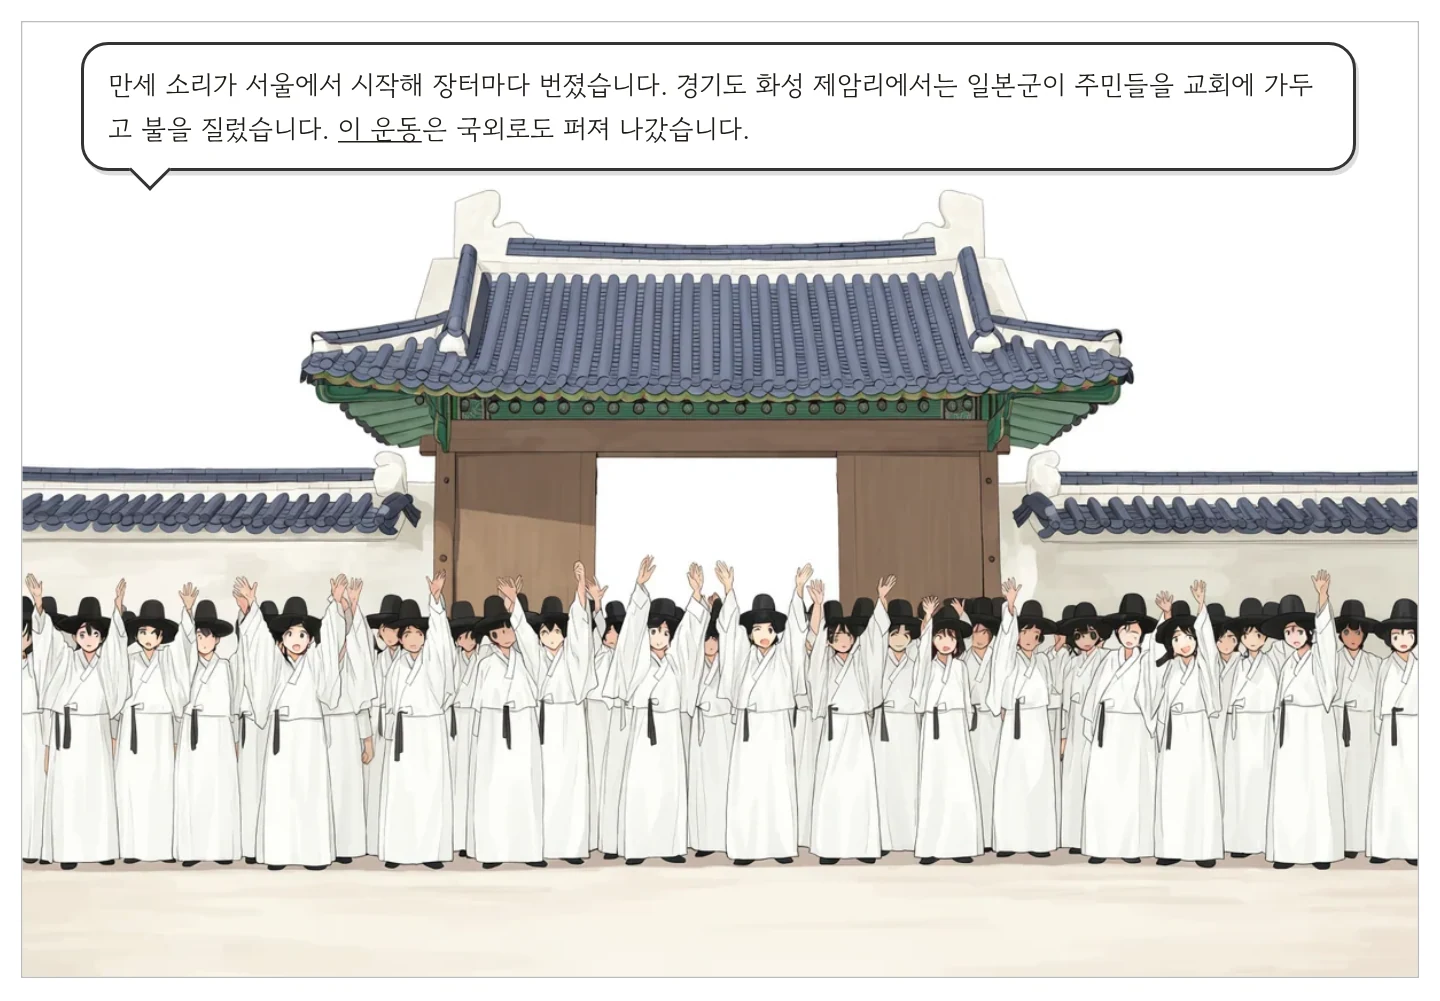 만세 소리가 서울에서 시작해 장터마다 번졌습니다. 경기도 화성 제암리에서는 일본군이 주민들을 교회에 가두
고 불을 질렀습니다. 이 운동은 국외로도 퍼져 나갔습니다.